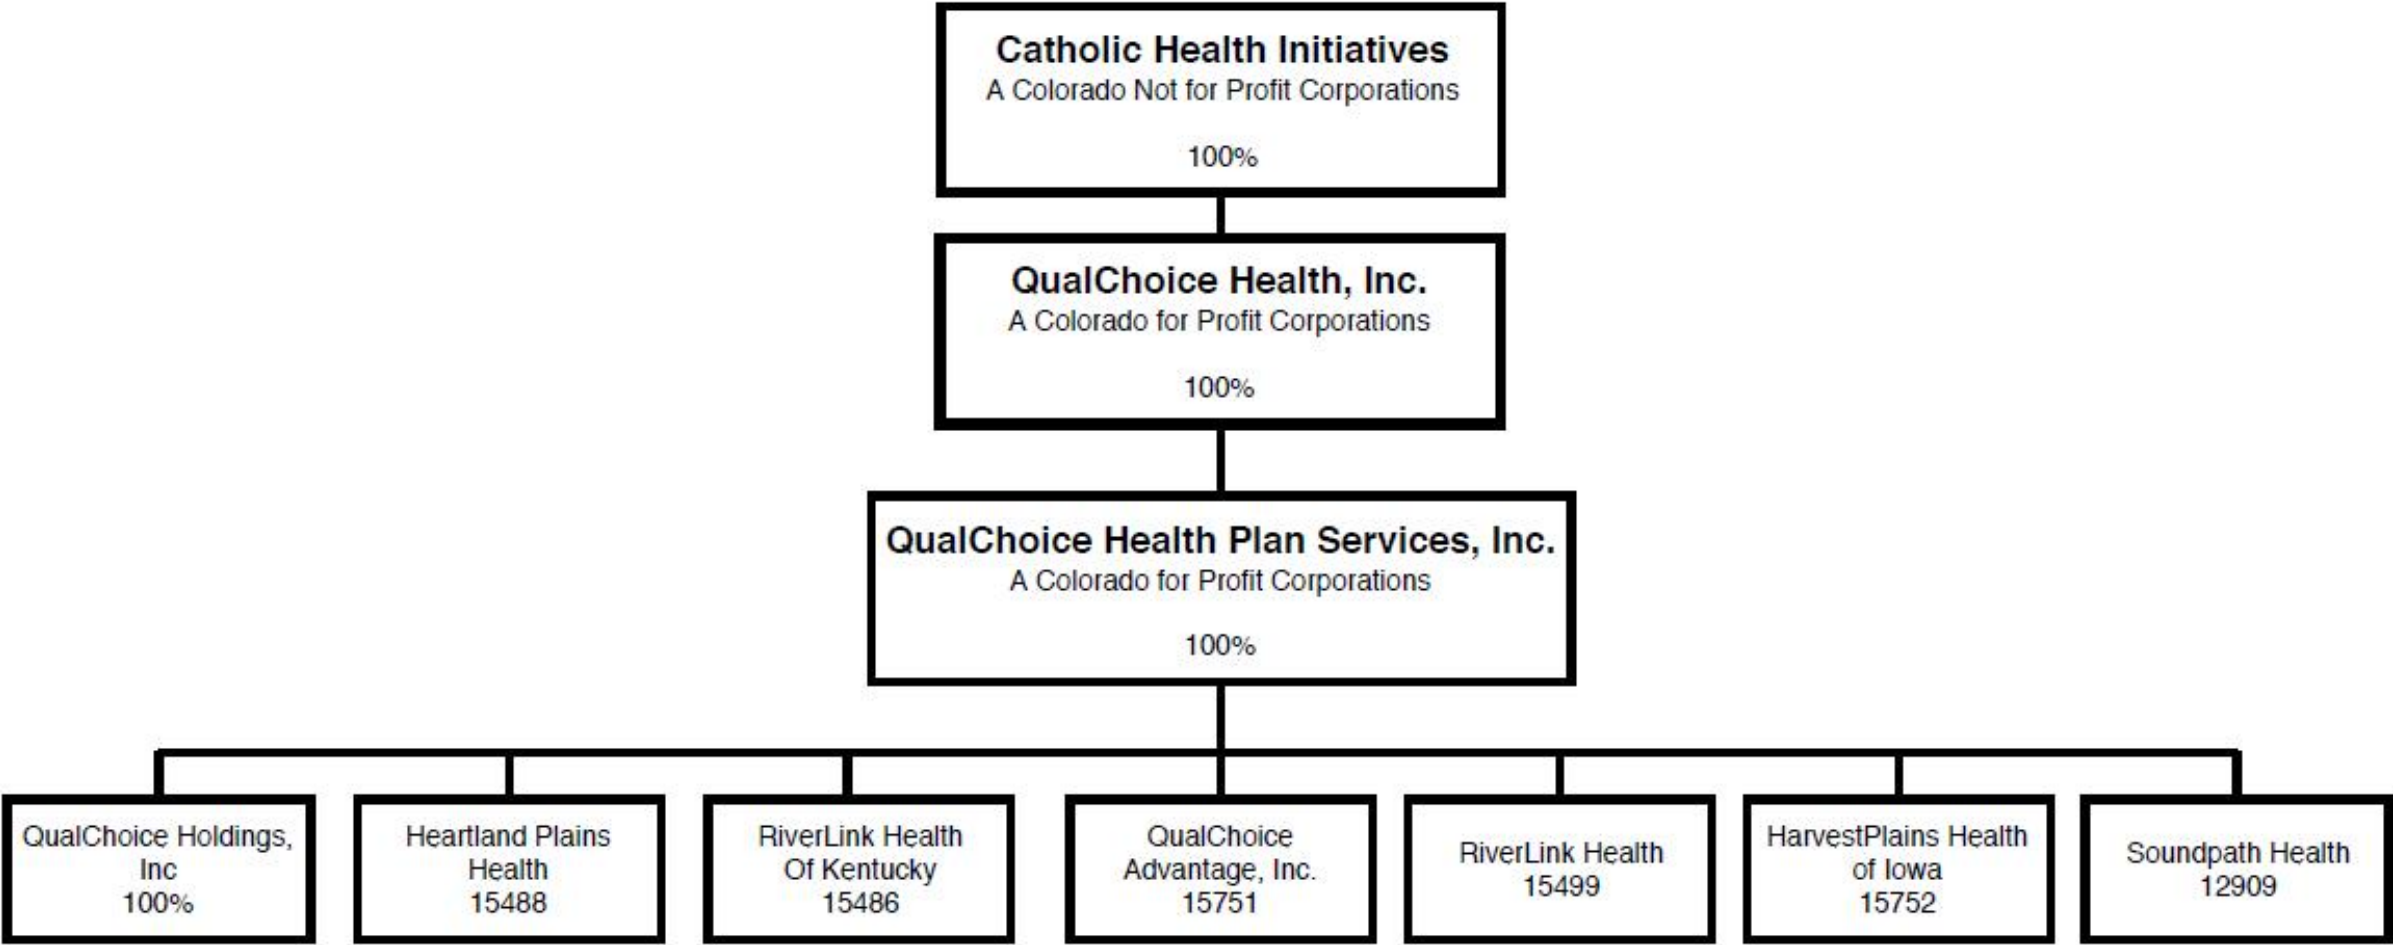 Catholic Health Initiatives
A Colorado Not for Profit Corporations
100%
QualChoice Health, Inc.
A Colorado for Profit Corporations
100%
QualChoice Health Plan Services, Inc.
A Colorado for Profit Corporations
100%
QualChoice Holdings,
Inc
100%
Heartland Plains
Health
15488
RiverLink Health
Of Kentucky
15486
QualChoice
Advantage, Inc.
15751
RiverLink Health
15499
HarvestPlains Health
of Iowa
15752
Soundpath Health
12909